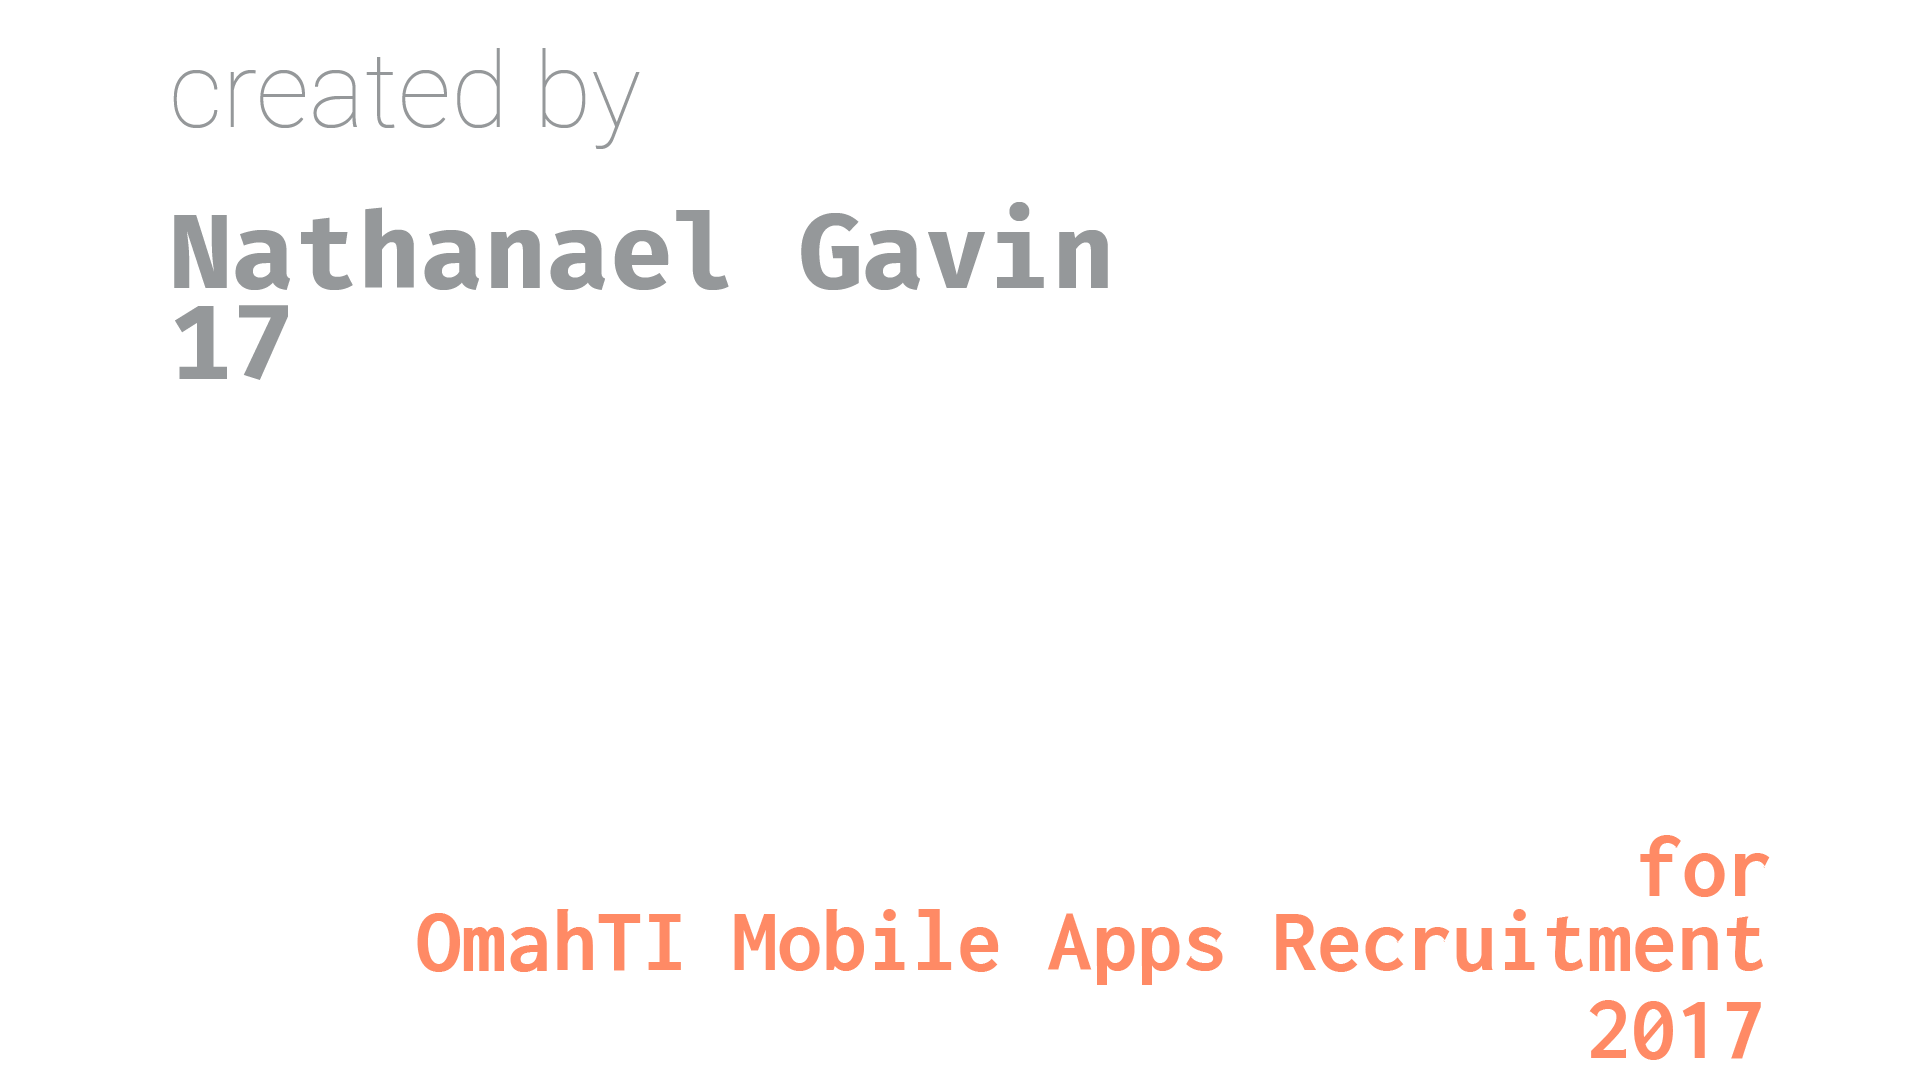 created by
Nathanael Gavin
17
for
OmahTI Mobile Apps Recruitment
2017